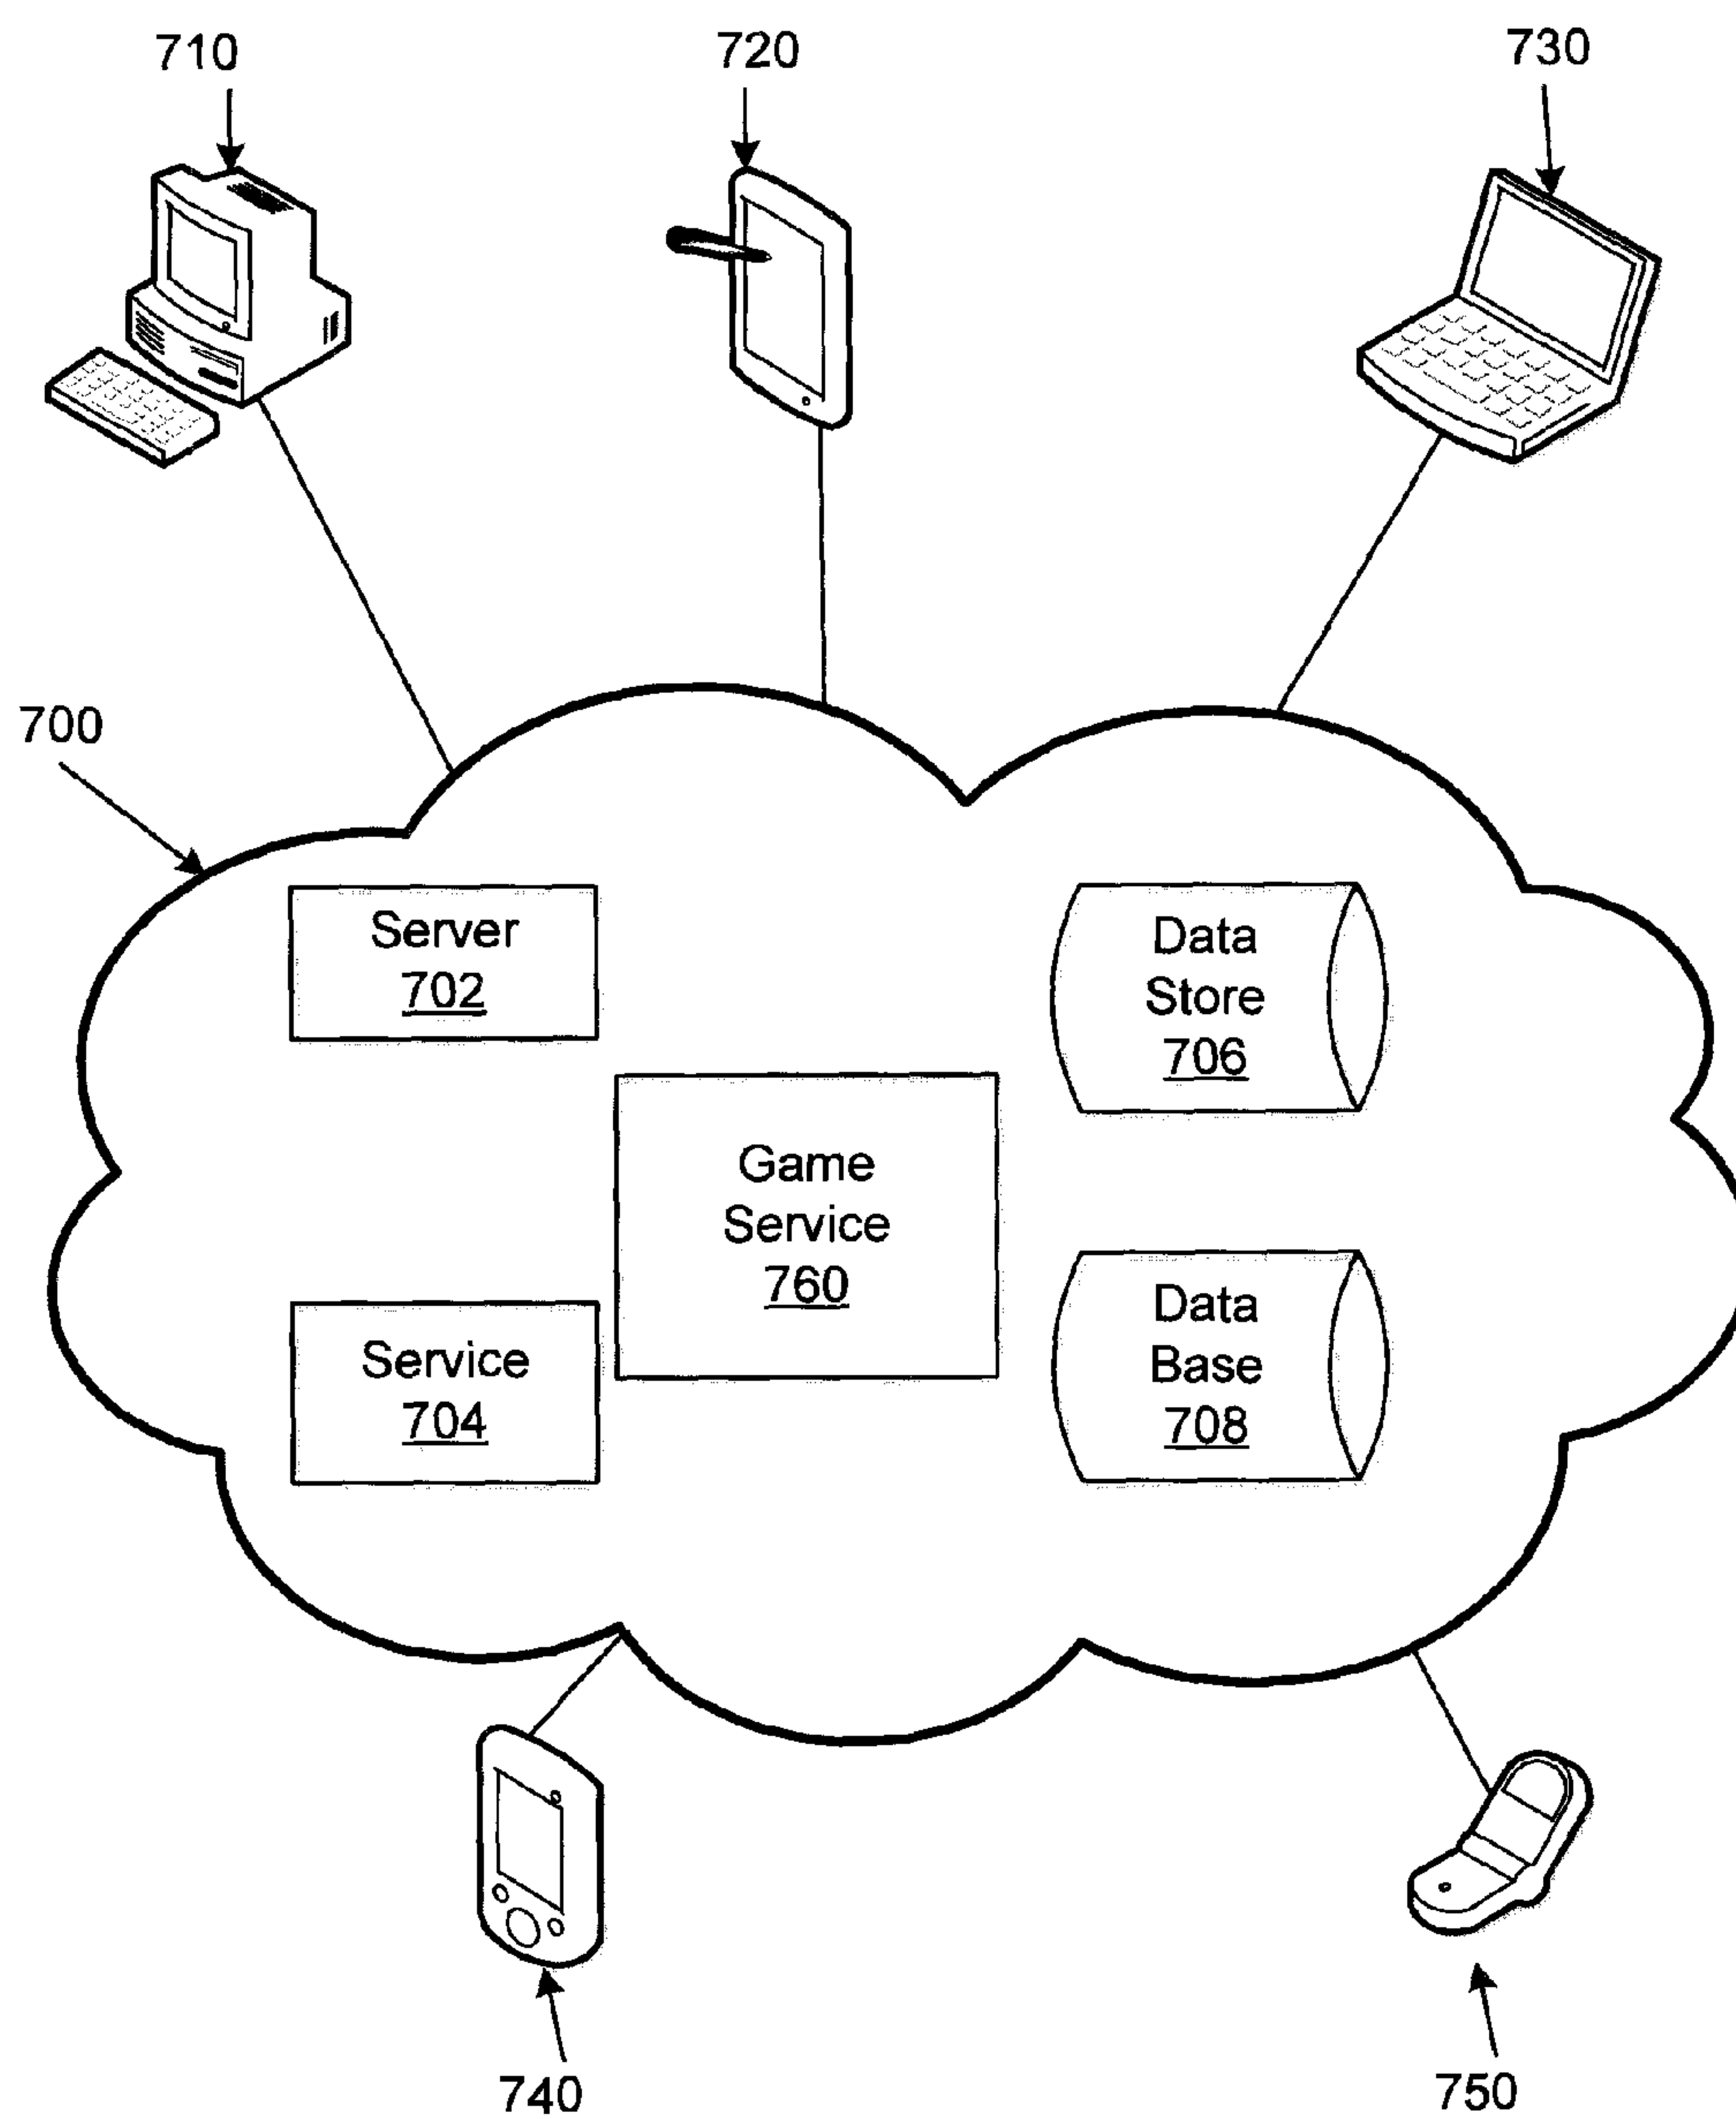 710
720
730
700
Server
702
Data
Store
706
Game
Service
760
Service
704
Data
Base
708
740
750